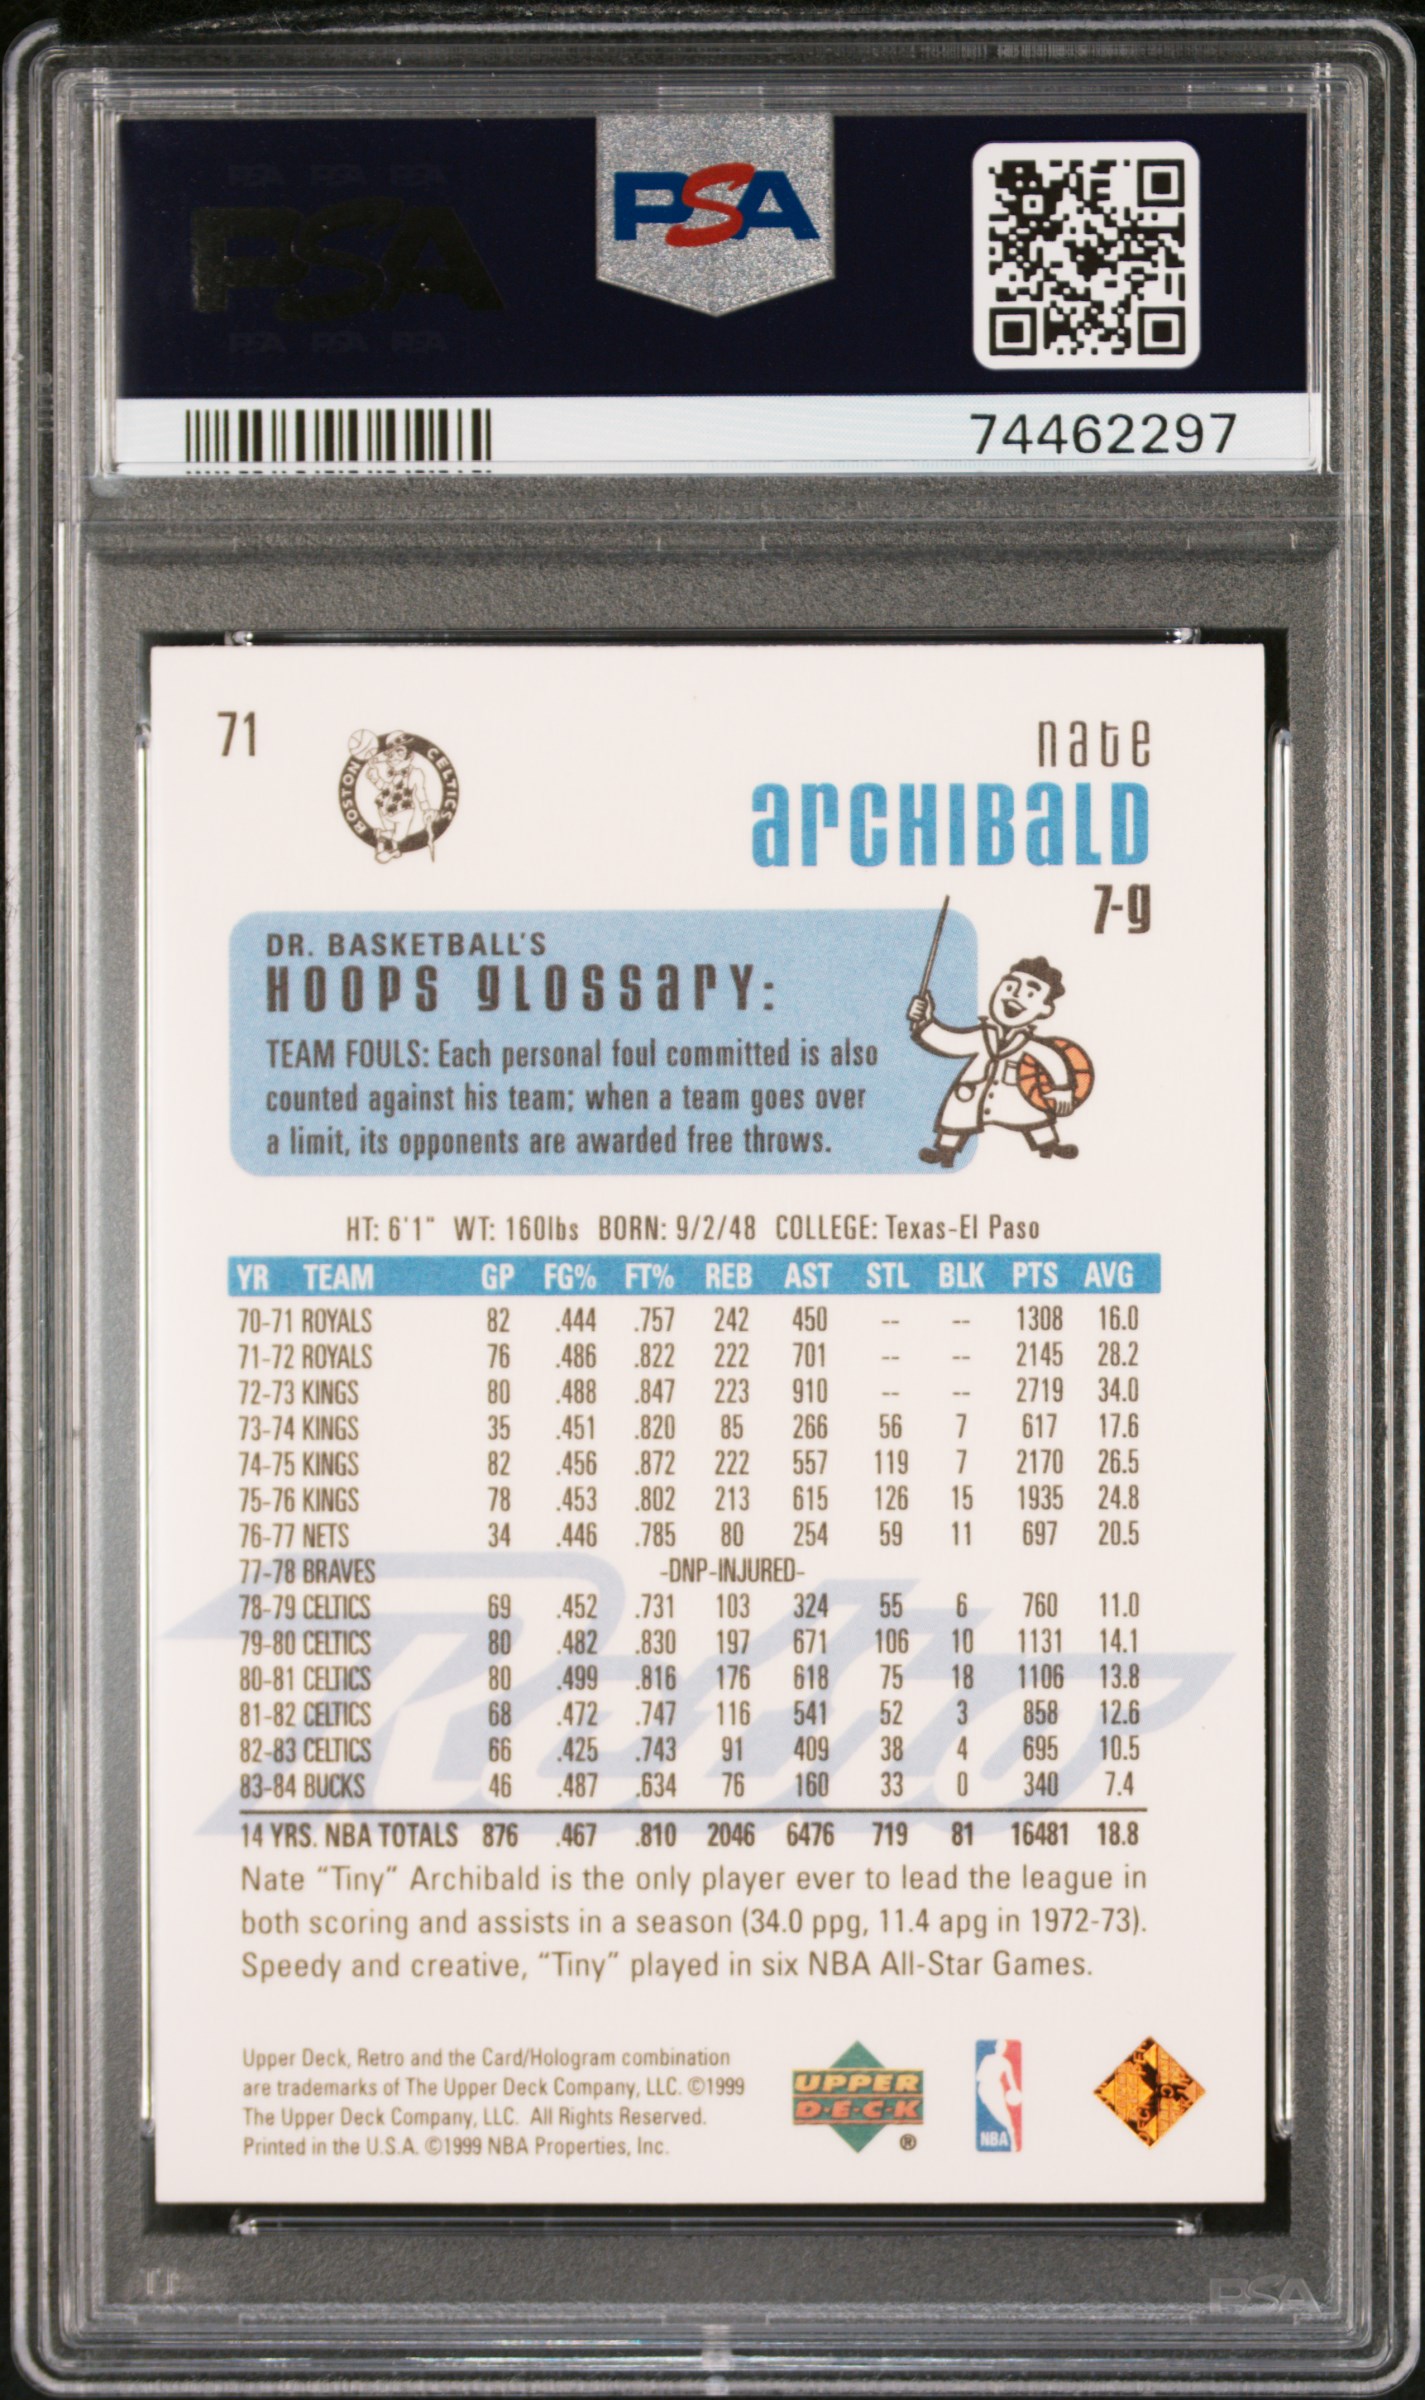 PSA PSA PSA
PSA
PSA PSA PSA
PSA
74462297
71
BOSTON CELTICS
nate
ARCHIBALD
7-g
DR. BASKETBALL'S
HOOPS GLOSSARY:
TEAM FOULS: Each personal foul committed is also
counted against his team; when a team goes over
a limit, its opponents are awarded free throws.
HT: 6'1" WT: 160lbs BORN: 9/2/48 COLLEGE: Texas-El Paso
YR TEAM GP FG% FT% REB AST STL BLK PTS AVG
70-71 ROYALS 82 .444 .757 242 450 -- -- 1308 16.0
71-72 ROYALS 76 .486 .822 222 701 -- -- 2145 28.2
72-73 KINGS 80 .488 .847 223 910 -- -- 2719 34.0
73-74 KINGS 35 .451 .820 85 266 56 7 617 17.6
74-75 KINGS 82 .456 .872 222 557 119 7 2170 26.5
75-76 KINGS 78 .453 .802 213 615 126 15 1935 24.8
76-77 NETS 34 .446 .785 80 254 59 11 697 20.5
77-78 BRAVES -DNP-INJURED-
78-79 CELTICS 69 .452 .731 103 324 55 6 760 11.0
79-80 CELTICS 80 .482 .830 197 671 106 10 1131 14.1
80-81 CELTICS 80 .499 .816 176 618 75 18 1106 13.8
81-82 CELTICS 68 .472 .747 116 541 52 3 858 12.6
82-83 CELTICS 66 .425 .743 91 409 38 4 695 10.5
83-84 BUCKS 46 .487 .634 76 160 33 0 340 7.4
14 YRS. NBA TOTALS 876 .467 .810 2046 6476 719 81 16481 18.8
Retro
Nate “Tiny” Archibald is the only player ever to lead the league in
both scoring and assists in a season (34.0 ppg, 11.4 apg in 1972-73).
Speedy and creative, “Tiny” played in six NBA All-Star Games.
Upper Deck, Retro and the Card/Hologram combination
are trademarks of The Upper Deck Company, LLC. ©1999
The Upper Deck Company, LLC. All Rights Reserved.
Printed in the U.S.A. ©1999 NBA Properties, Inc.
UPPER
D·E·C·K
®
NBA
PSA